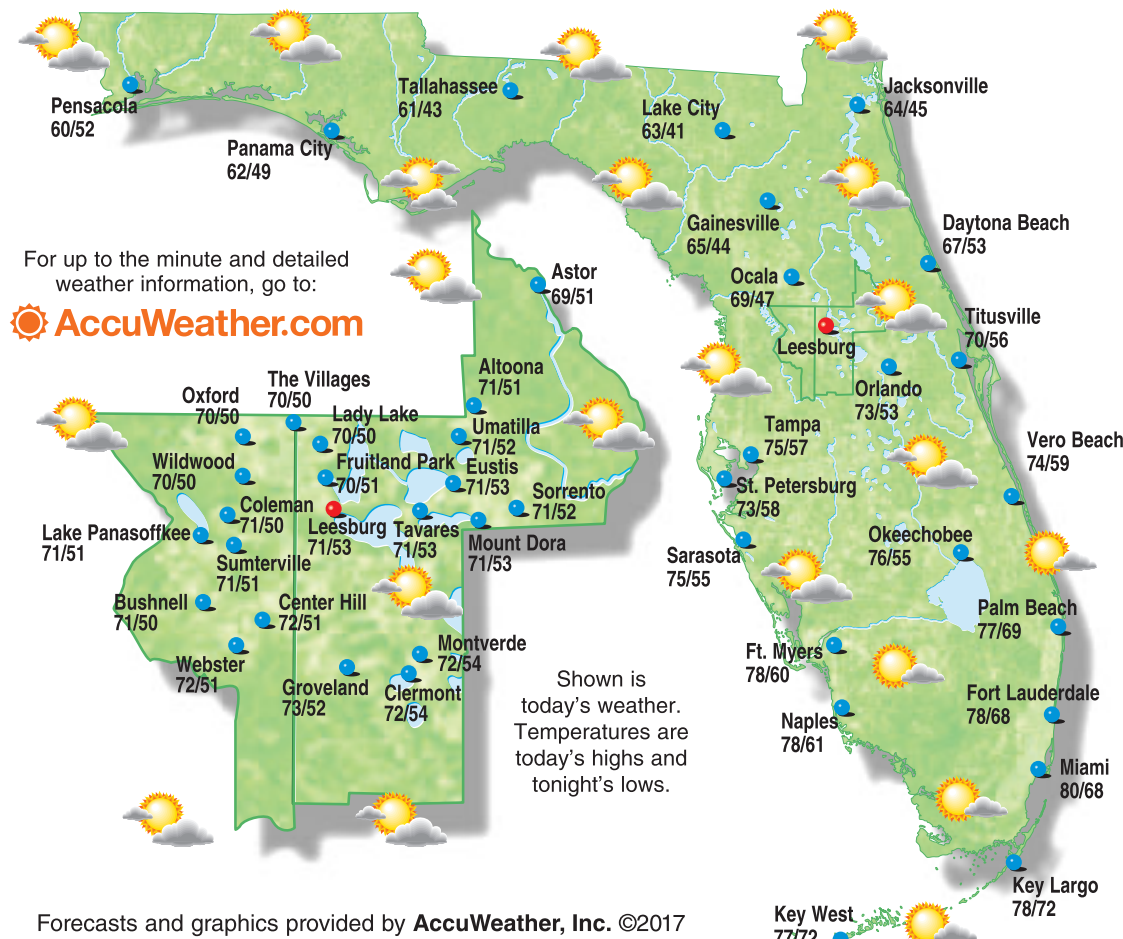 Pensacola
60/52
Panama City
62/49
Tallahassee
61/43
Lake City
63/41
Jacksonville
64/45
Gainesville
65/44
Daytona Beach
67/53
Ocala
69/47
Leesburg
Titusville
70/56
Orlando
73/53
Tampa
75/57
St. Petersburg
73/58
Vero Beach
74/59
Sarasota
75/55
Okeechobee
76/55
Palm Beach
77/69
Ft. Myers
78/60
Fort Lauderdale
78/68
Naples
78/61
Miami
80/68
Key Largo
78/72
Key West
77/72
For up to the minute and detailed
weather information, go to:
AccuWeather.com
Astor
69/51
Altoona
71/51
The Villages
70/50
Oxford
70/50
Lady Lake
70/50
Umatilla
71/52
Wildwood
70/50
Fruitland Park
70/51
Eustis
71/53
Sorrento
71/52
Coleman
71/50
Leesburg
71/53
Tavares
71/53
Mount Dora
71/53
Lake Panasoffkee
71/51
Sumterville
71/51
Bushnell
71/50
Center Hill
72/51
Webster
72/51
Groveland
73/52
Montverde
72/54
Clermont
72/54
Shown is
today's weather.
Temperatures are
today's highs and
tonight's lows.
Forecasts and graphics provided by AccuWeather, Inc. ©2017